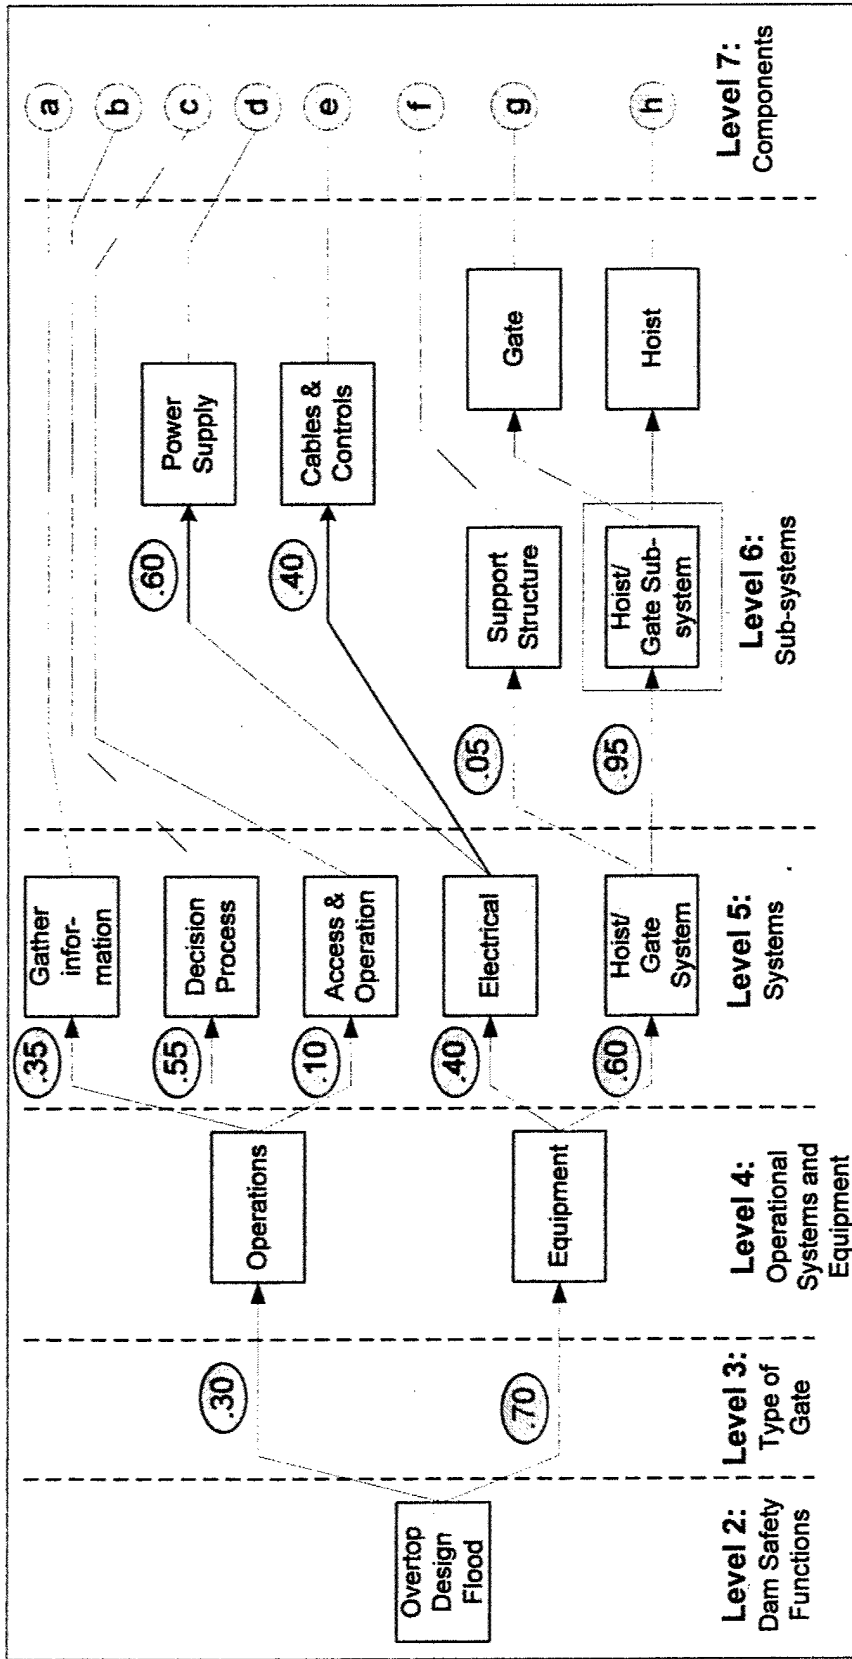 Overtop
Design
Flood
.30
.70
Operations
Equipment
.35
.55
.10
.40
.60
Gather
infor-
mation
Decision
Process
Access &
Operation
Electrical
Hoist/
Gate
System
.60
.40
.05
.95
Power
Supply
Cables &
Controls
Support
Structure
Hoist/
Gate Sub-
system
Gate
Hoist
a
b
c
d
e
f
g
h
Level 2:
Dam Safety
Functions
Level 3:
Type of
Gate
Level 4:
Operational
Systems and
Equipment
Level 5:
Systems
Level 6:
Sub-systems
Level 7:
Components